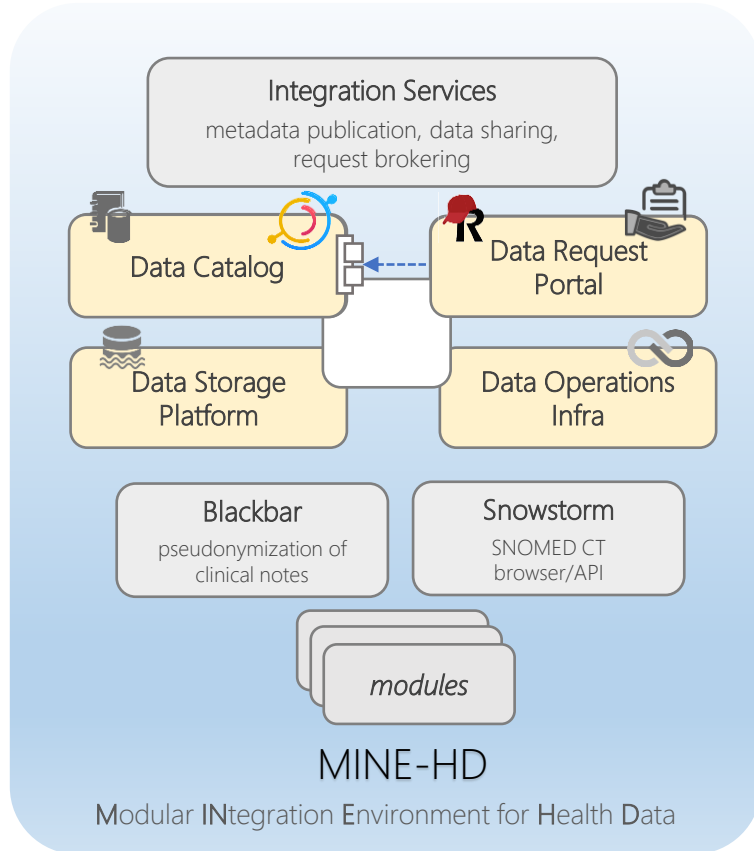 Integration Services
metadata publication, data sharing,
request brokering
R
Data Catalog
Data Request
Portal
Data Storage
Platform
Data Operations
Infra
Blackbar
pseudonymization of
clinical notes
Snowstorm
SNOMED CT
browser/API
modules
MINE-HD
Modular INtegration Environment for Health Data